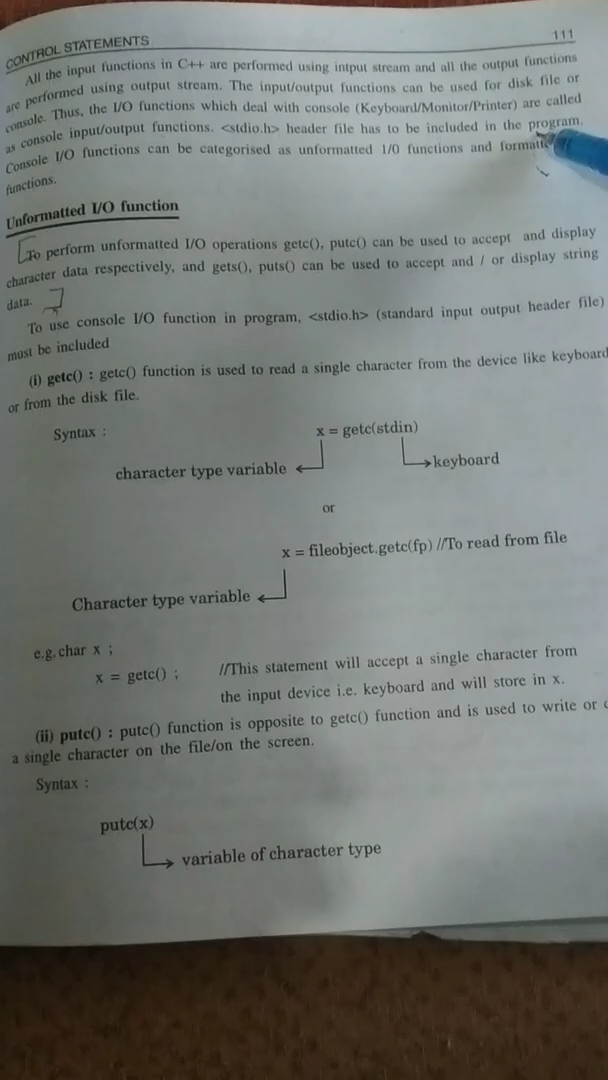 CONTROL STATEMENTS 111
All the input functions in C++ are performed using intput stream and all the output functions
are performed using output stream. The input/output functions can be used for disk file or
console. Thus, the I/O functions which deal with console (Keyboard/Monitor/Printer) are called
as console input/output functions. <stdio.h> header file has to be included in the program.
Console I/O functions can be categorised as unformatted 1/0 functions and
functions.
Unformatted I/O function
To perform unformatted I/O operations getc(), putc() can be used to accept and display
character data respectively, and gets(), puts() can be used to accept and / or display string
data.
To use console I/O function in program, <stdio.h> (standard input output header file)
must be included
(i) getc() : getc() function is used to read a single character from the device like keyboard
or from the disk file.
Syntax :
x = getc(stdin)
character type variable ← → keyboard
or
x = fileobject.getc(fp) //To read from file
Character type variable ←
e.g. char x ;
x = getc() ; //This statement will accept a single character from
the input device i.e. keyboard and will store in x.
(ii) putc() : putc() function is opposite to getc() function and is used to write or
a single character on the file/on the screen.
Syntax :
putc(x)
→ variable of character type